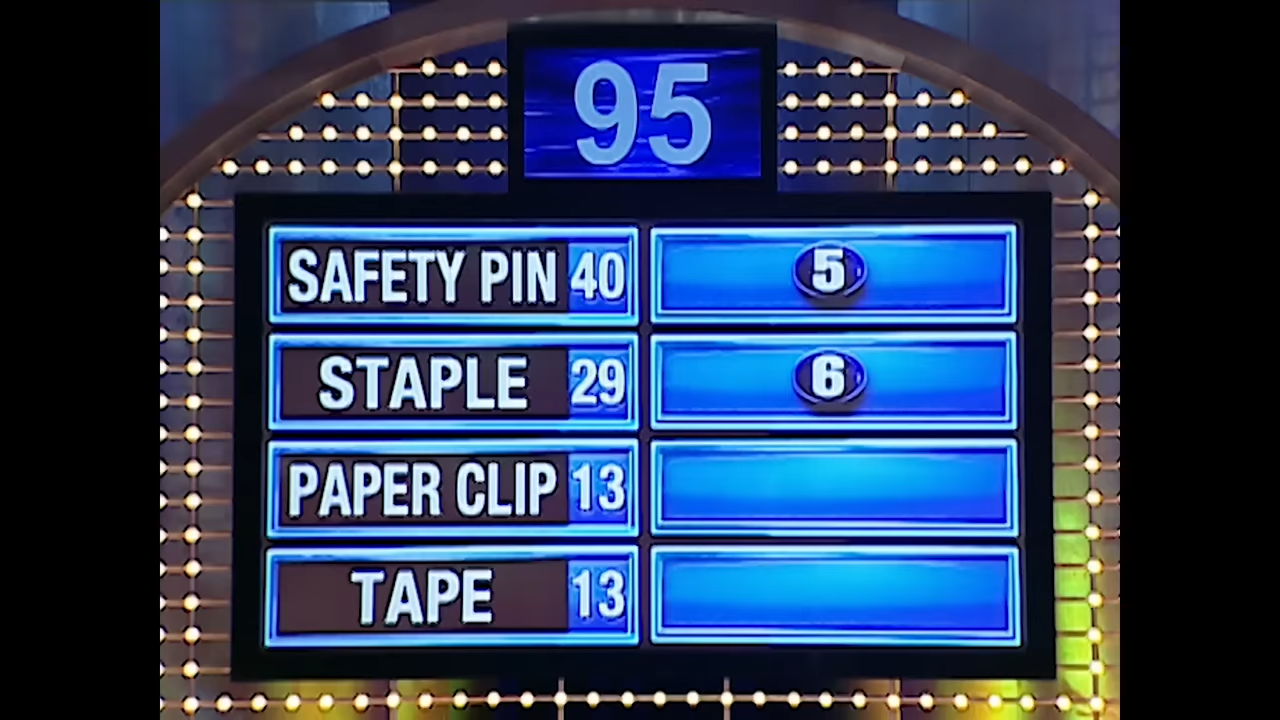 95
SAFETY PIN 40
5
STAPLE 29
6
PAPER CLIP 13
TAPE 13